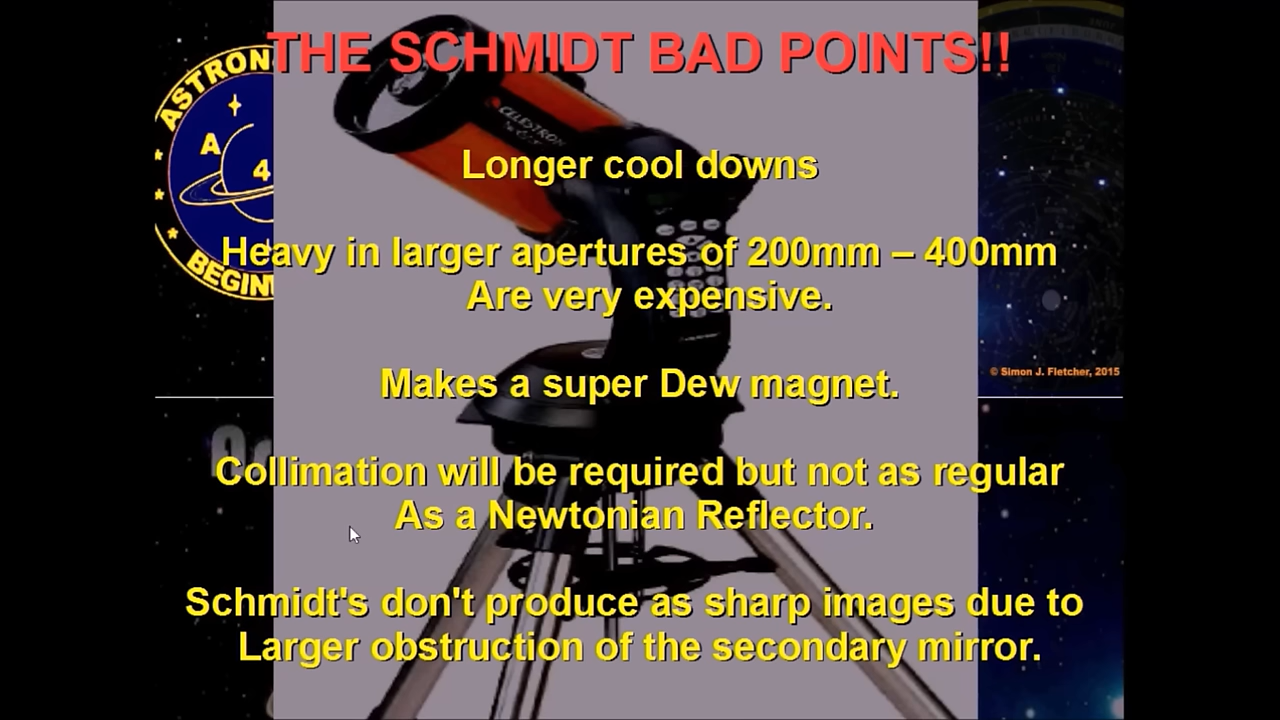 THE SCHMIDT BAD POINTS!!
ASTRON
A
4
BEGIN
CELESTRON
Longer cool downs
Heavy in larger apertures of 200mm – 400mm
Are very expensive.
© Simon J. Fletcher, 2015
Makes a super Dew magnet.
Collimation will be required but not as regular
As a Newtonian Reflector.
Schmidt's don't produce as sharp images due to
Larger obstruction of the secondary mirror.